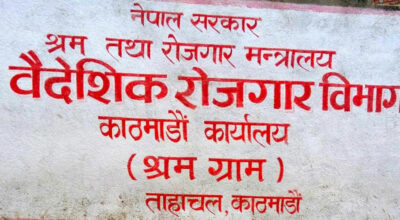 नेपाल सरकार
श्रम तथा रोजगार मन्त्रालय
वैदेशिक रोजगार विभाग
काठमाडौं कार्यालय
( श्रम ग्राम )
ताहाचल, काठमाडौं